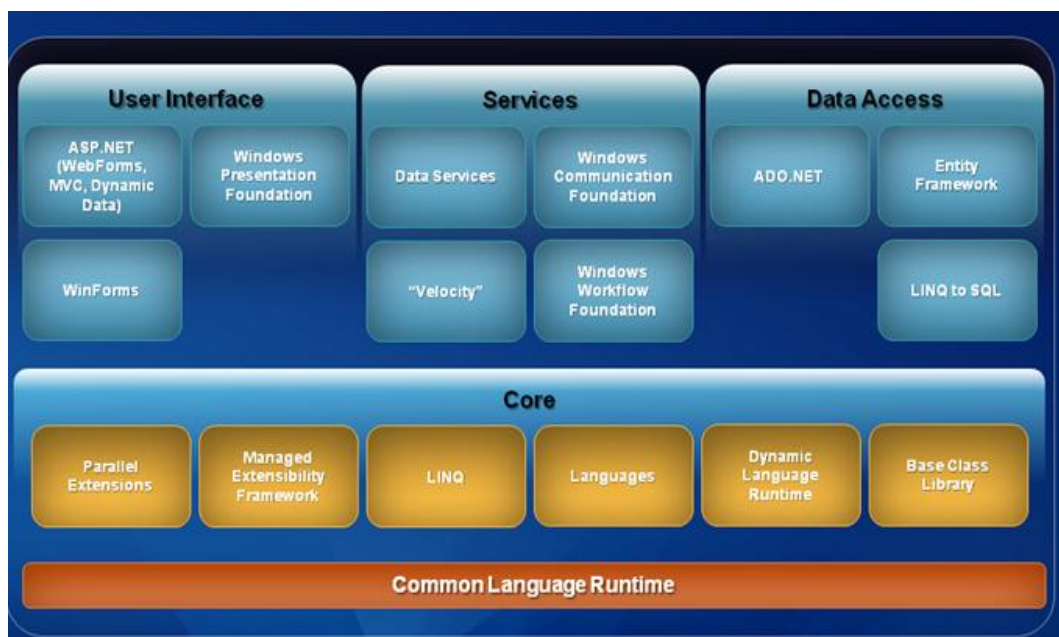 User Interface
Services
Data Access
ASP.NET
(WebForms,
MVC, Dynamic
Data)
Windows
Presentation
Foundation
Data Services
Windows
Communication
Foundation
ADO.NET
Entity
Framework
WinForms
“Velocity”
Windows
Workflow
Foundation
LINQ to SQL
Core
Parallel
Extensions
Managed
Extensibility
Framework
LINQ
Languages
Dynamic
Language
Runtime
Base Class
Library
Common Language Runtime